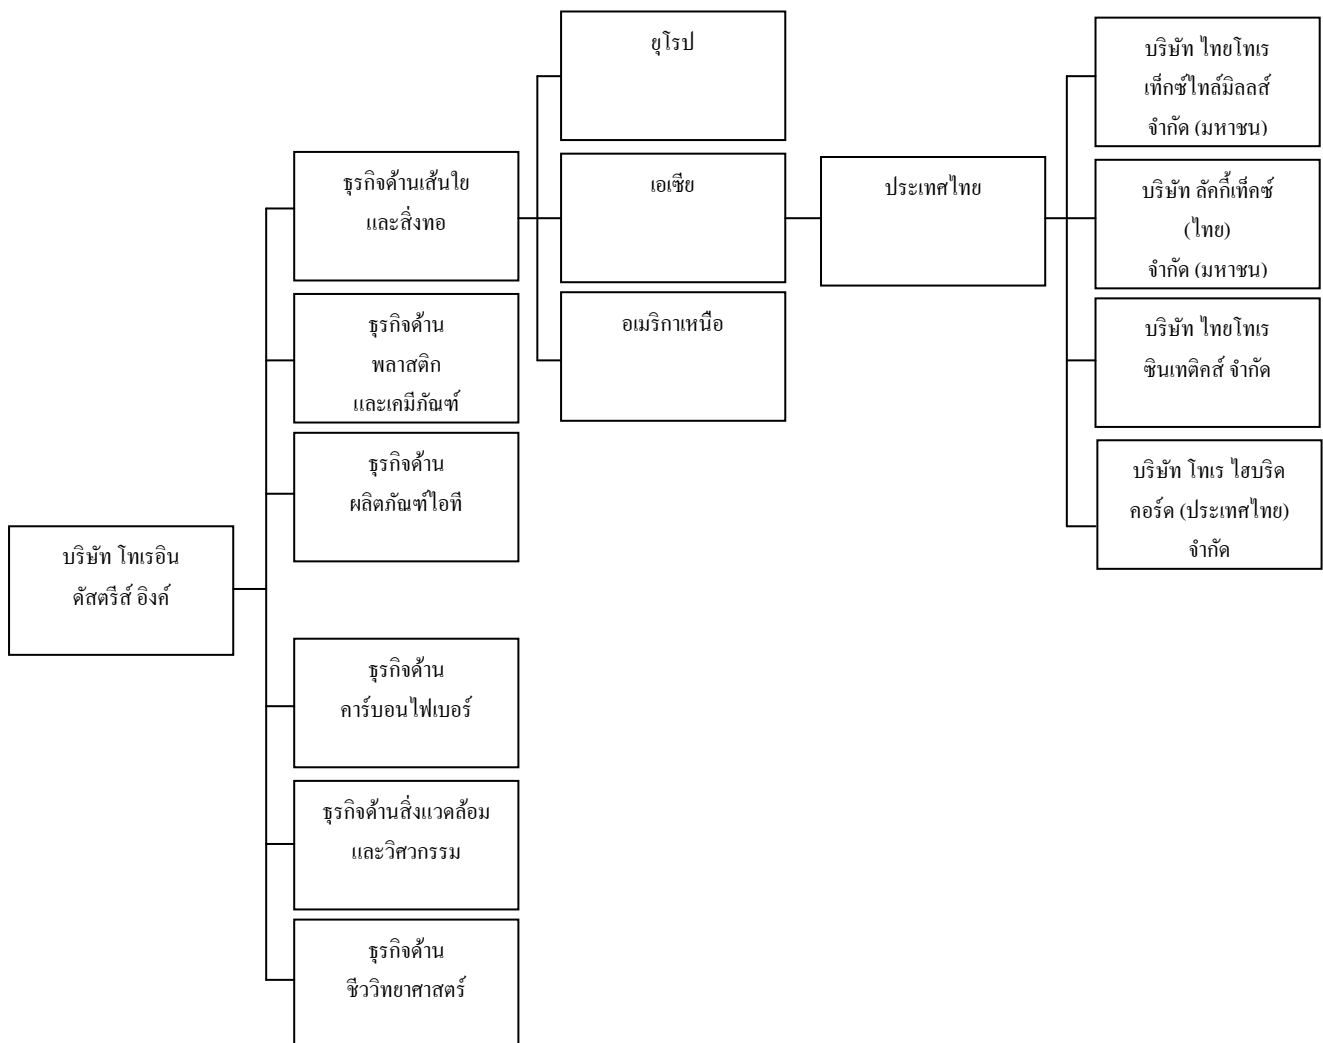 บริษัท โทเรอิน
ดัสตรีส์ อิงค์
ธุรกิจด้านเส้นใย
และสิ่งทอ
ธุรกิจด้าน
พลาสติก
และเคมีภัณฑ์
ธุรกิจด้าน
ผลิตภัณฑ์ไอที
ธุรกิจด้าน
คาร์บอนไฟเบอร์
ธุรกิจด้านสิ่งแวดล้อม
และวิศวกรรม
ธุรกิจด้าน
ชีววิทยาศาสตร์
ยุโรป
เอเซีย
อเมริกาเหนือ
ประเทศไทย
บริษัท ไทยโทเร
เท็กซ์ไทล์มิลลส์
จำกัด (มหาชน)
บริษัท ลัคกี้เท็คซ์
(ไทย)
จำกัด (มหาชน)
บริษัท ไทยโทเร
ซินเทติคส์ จำกัด
บริษัท โทเร ไฮบริด
คอร์ด (ประเทศไทย)
จำกัด